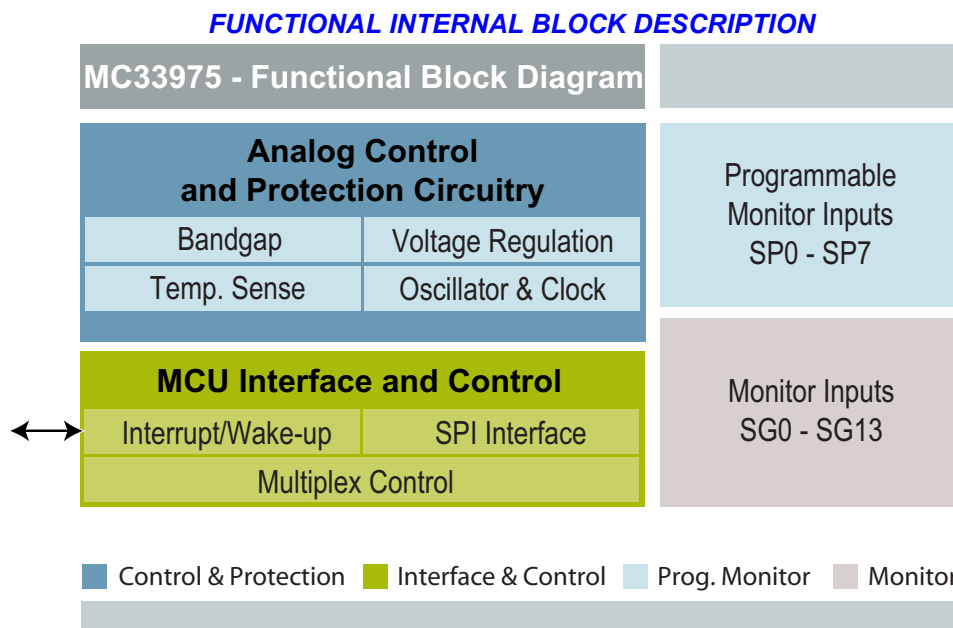 FUNCTIONAL INTERNAL BLOCK DESCRIPTION
MC33975 - Functional Block Diagram
Analog Control
and Protection Circuitry
Bandgap
Voltage Regulation
Temp. Sense
Oscillator & Clock
MCU Interface and Control
Interrupt/Wake-up
SPI Interface
Multiplex Control
Programmable
Monitor Inputs
SP0 - SP7
Monitor Inputs
SG0 - SG13
Control & Protection
Interface & Control
Prog. Monitor
Monitor